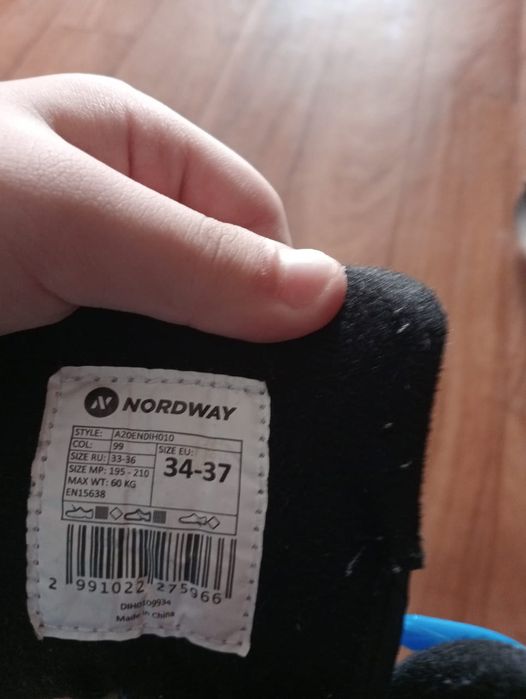 NORDWAY
STYLE: A20ENDIH010
COL: 99
SIZE RU: 33-36
SIZE MP: 195 - 210
MAX WT: 60 KG
EN15638
SIZE EU:
34-37
2 991022 275966
DIH0109934
Made in China